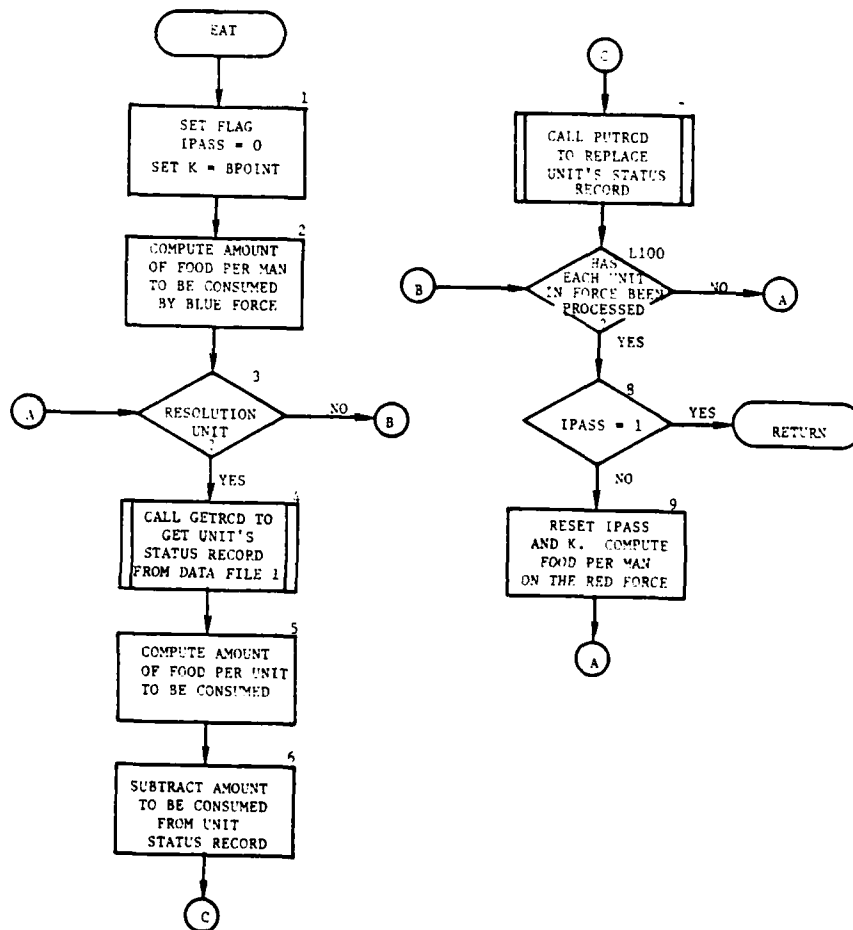 EAT
1
SET FLAG
IPASS = 0
SET K = BPOINT
2
COMPUTE AMOUNT
OF FOOD PER MAN
TO BE CONSUMED
BY BLUE FORCE
3
A
RESOLUTION
UNIT
?
NO
B
YES
4
CALL GETRCD TO
GET UNIT'S
STATUS RECORD
FROM DATA FILE 1
5
COMPUTE AMOUNT
OF FOOD PER UNIT
TO BE CONSUMED
6
SUBTRACT AMOUNT
TO BE CONSUMED
FROM UNIT
STATUS RECORD
C
C
CALL PUTRCD
TO REPLACE
UNIT'S STATUS
RECORD
L100
B
HAS
EACH UNIT
IN FORCE BEEN
PROCESSED
?
NO
A
YES
8
IPASS = 1
YES
RETURN
NO
9
RESET IPASS
AND K. COMPUTE
FOOD PER MAN
ON THE RED FORCE
A